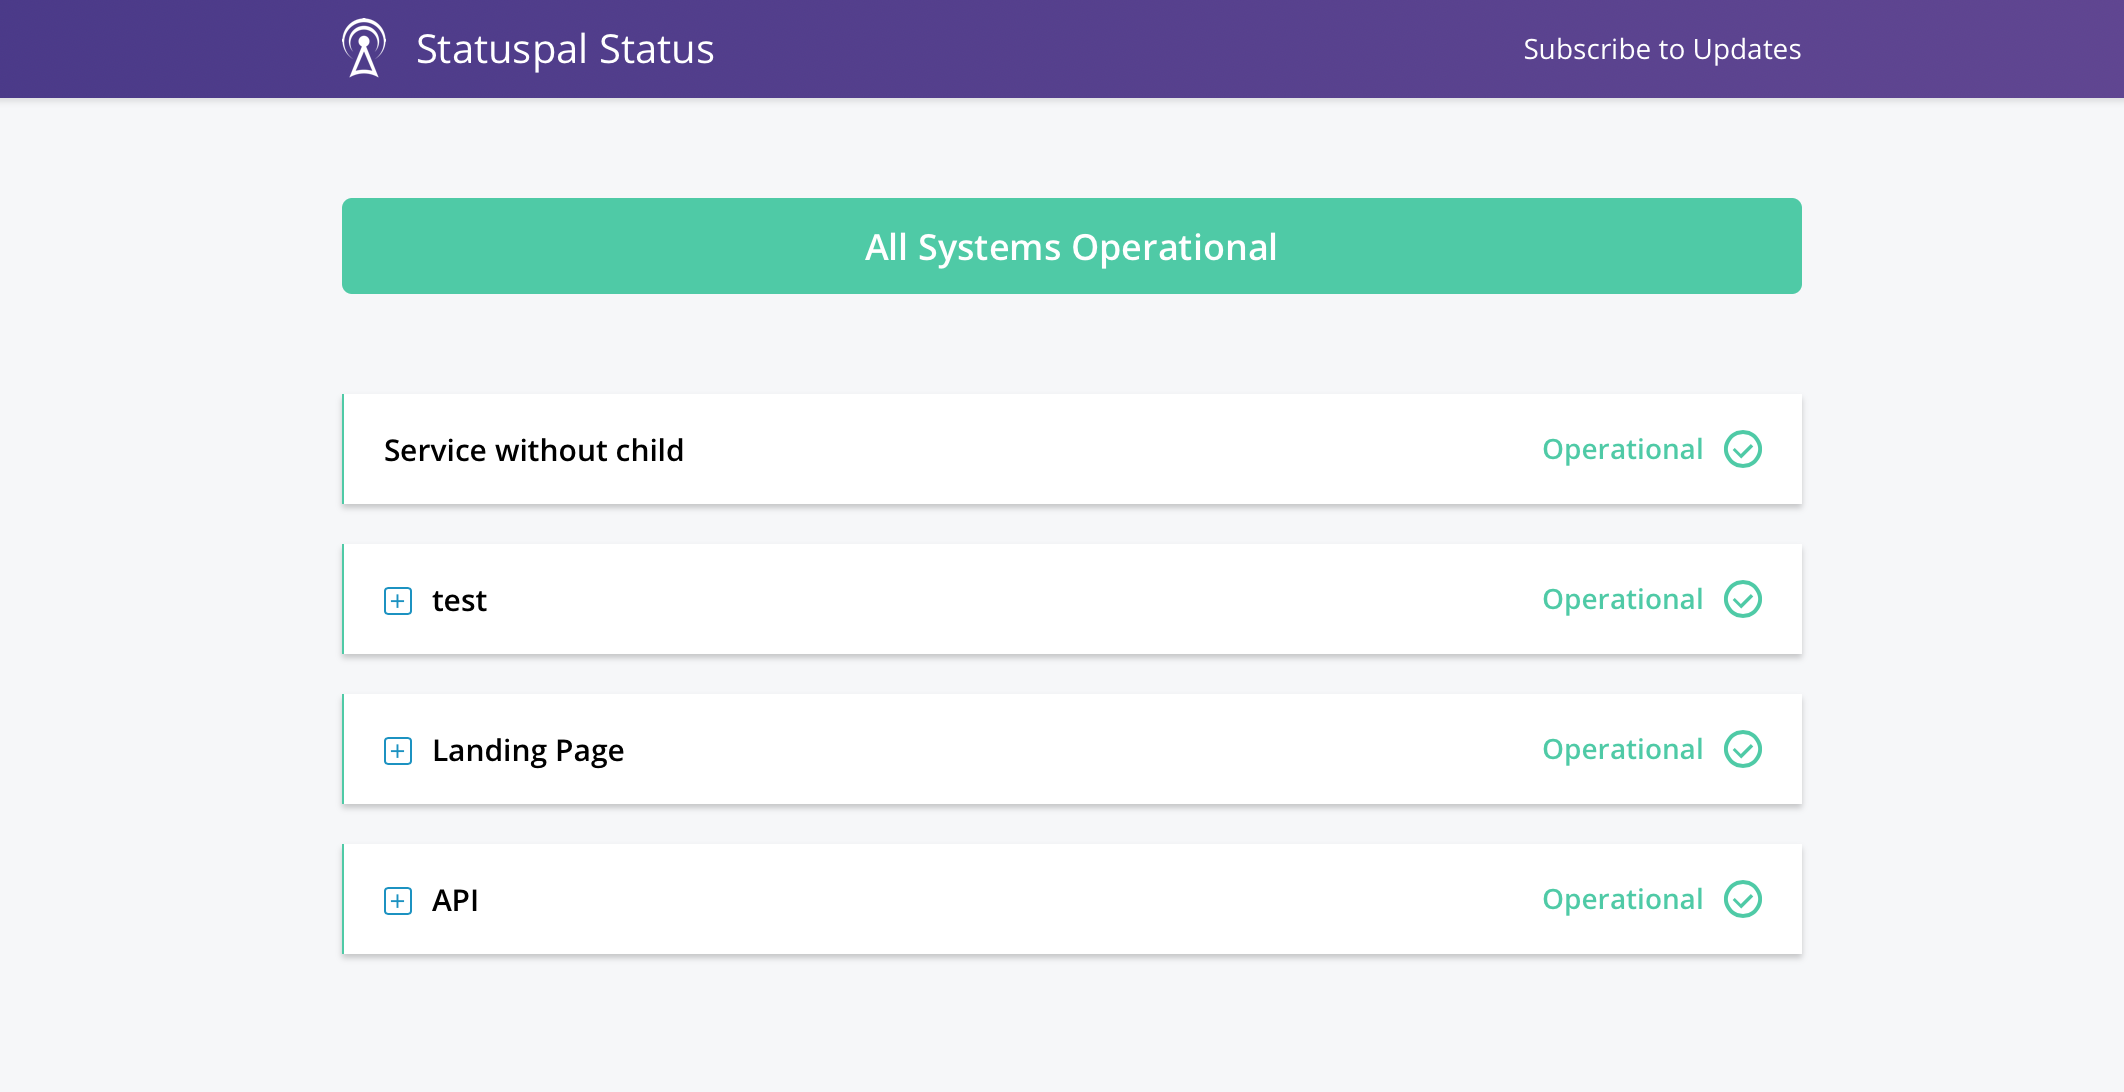 Statuspal Status
Subscribe to Updates
All Systems Operational
Service without child
Operational
test
Operational
Landing Page
Operational
API
Operational